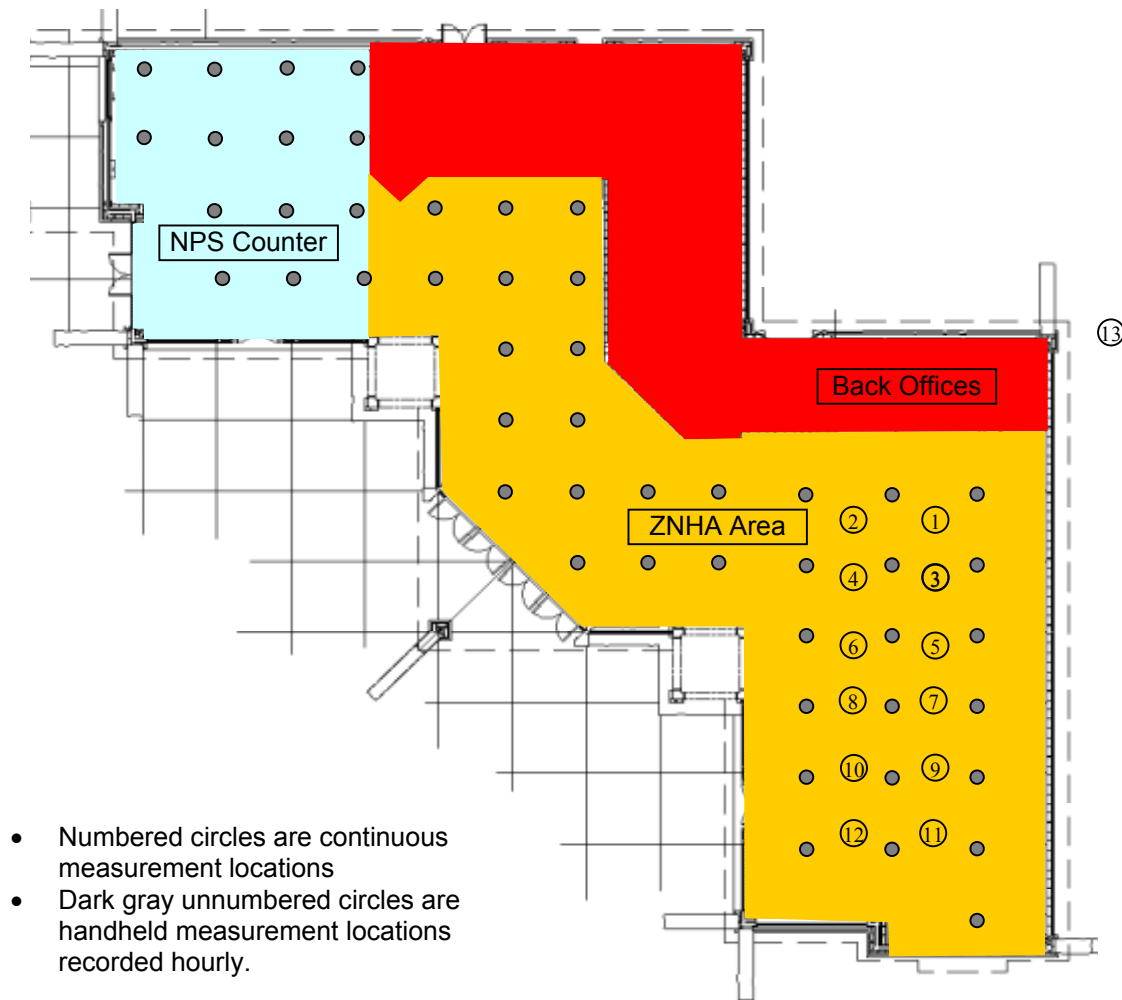 NPS Counter
13
Back Offices
ZNHA Area
2 1
4 3
6 5
8 7
10 9
12 11
• Numbered circles are continuous
measurement locations
• Dark gray unnumbered circles are
handheld measurement locations
recorded hourly.